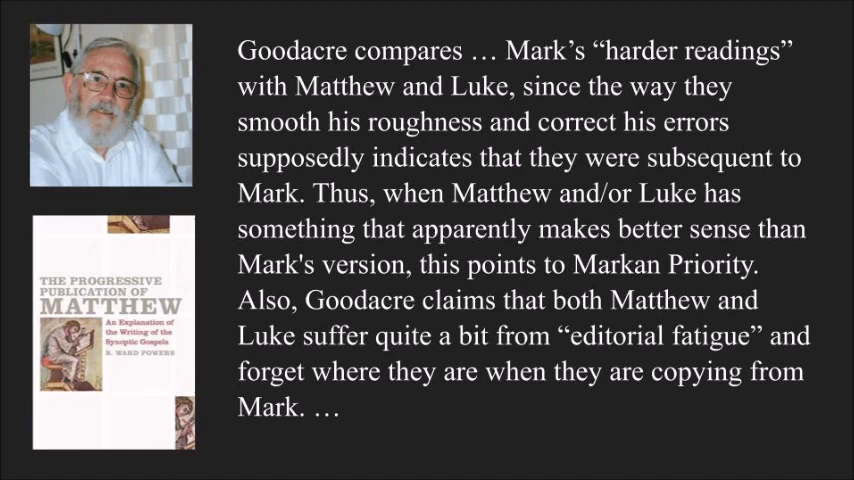 Goodacre compares … Mark’s “harder readings”
with Matthew and Luke, since the way they
smooth his roughness and correct his errors
supposedly indicates that they were subsequent to
Mark. Thus, when Matthew and/or Luke has
something that apparently makes better sense than
Mark's version, this points to Markan Priority.
Also, Goodacre claims that both Matthew and
Luke suffer quite a bit from “editorial fatigue” and
forget where they are when they are copying from
Mark. …
THE PROGRESSIVE
PUBLICATION OF
MATTHEW
An Explanation of
the Writing of the
Synoptic Gospels
B. WARD POWERS